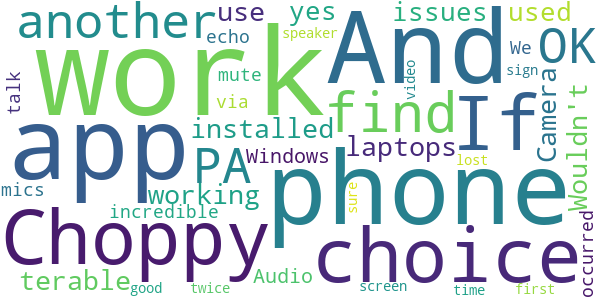 another use yes issues used
echo speaker mute We OK
work And talk via video sign
app find If Camera Wouldn't
installed PA Windows laptops lost
mics working phone sure
incredible Choppy choice occurred
terable good twice Audio screen time first